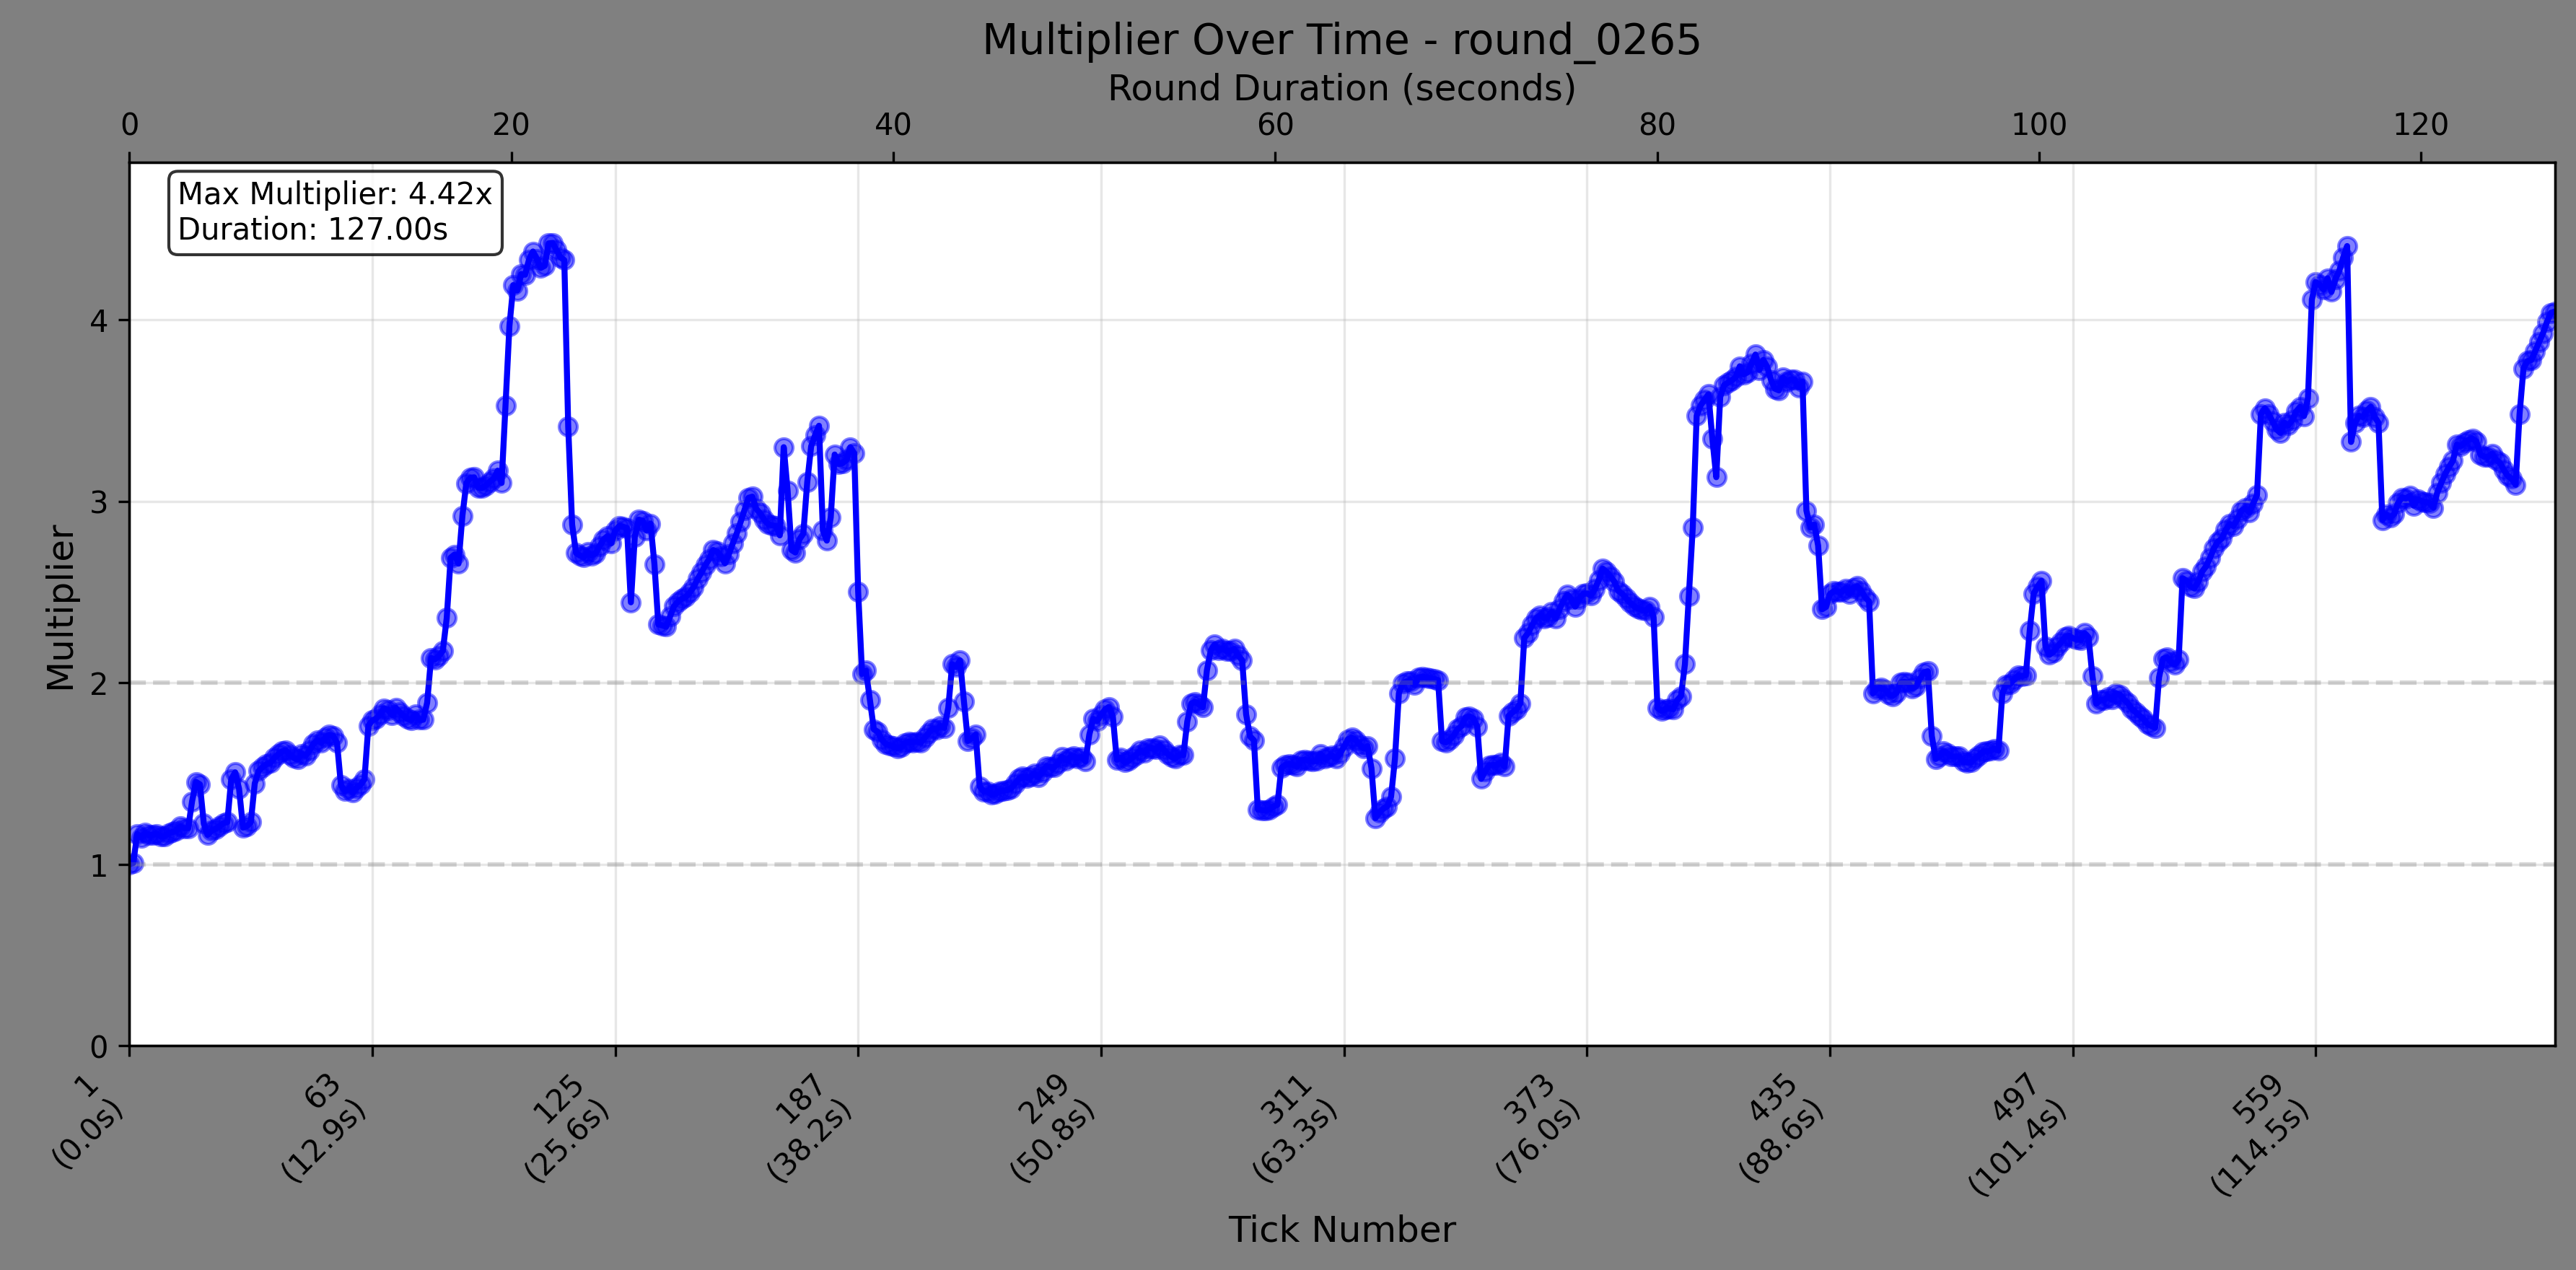 Multiplier Over Time - round_0265
Round Duration (seconds)
0 20 40 60 80 100 120
Max Multiplier: 4.42x
Duration: 127.00s
Multiplier
4
3
2
1
0
1
(0.0s)
63
(12.9s)
125
(25.6s)
187
(38.2s)
249
(50.8s)
311
(63.3s)
373
(76.0s)
435
(88.6s)
497
(101.4s)
559
(114.5s)
Tick Number